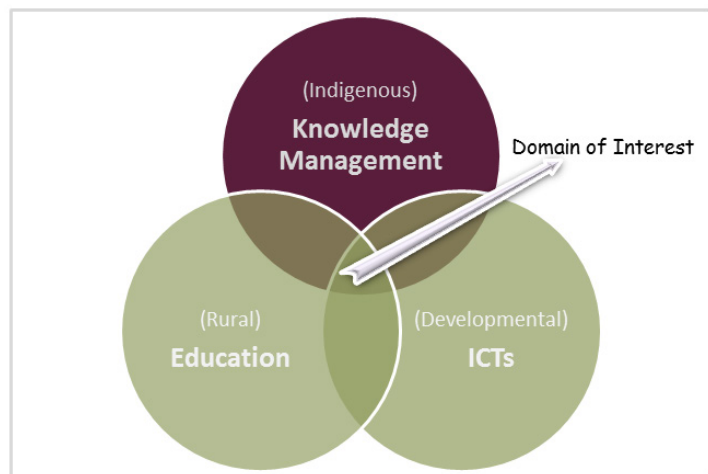 (Indigenous)
Knowledge
Management
Domain of Interest
(Rural)
Education
(Developmental)
ICTs